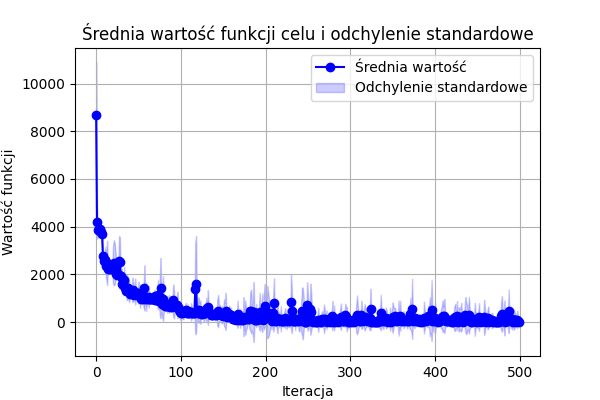 Średnia wartość funkcji celu i odchylenie standardowe
Średnia wartość
Odchylenie standardowe
Wartość funkcji
10000
8000
6000
4000
2000
0
0 100 200 300 400 500
Iteracja